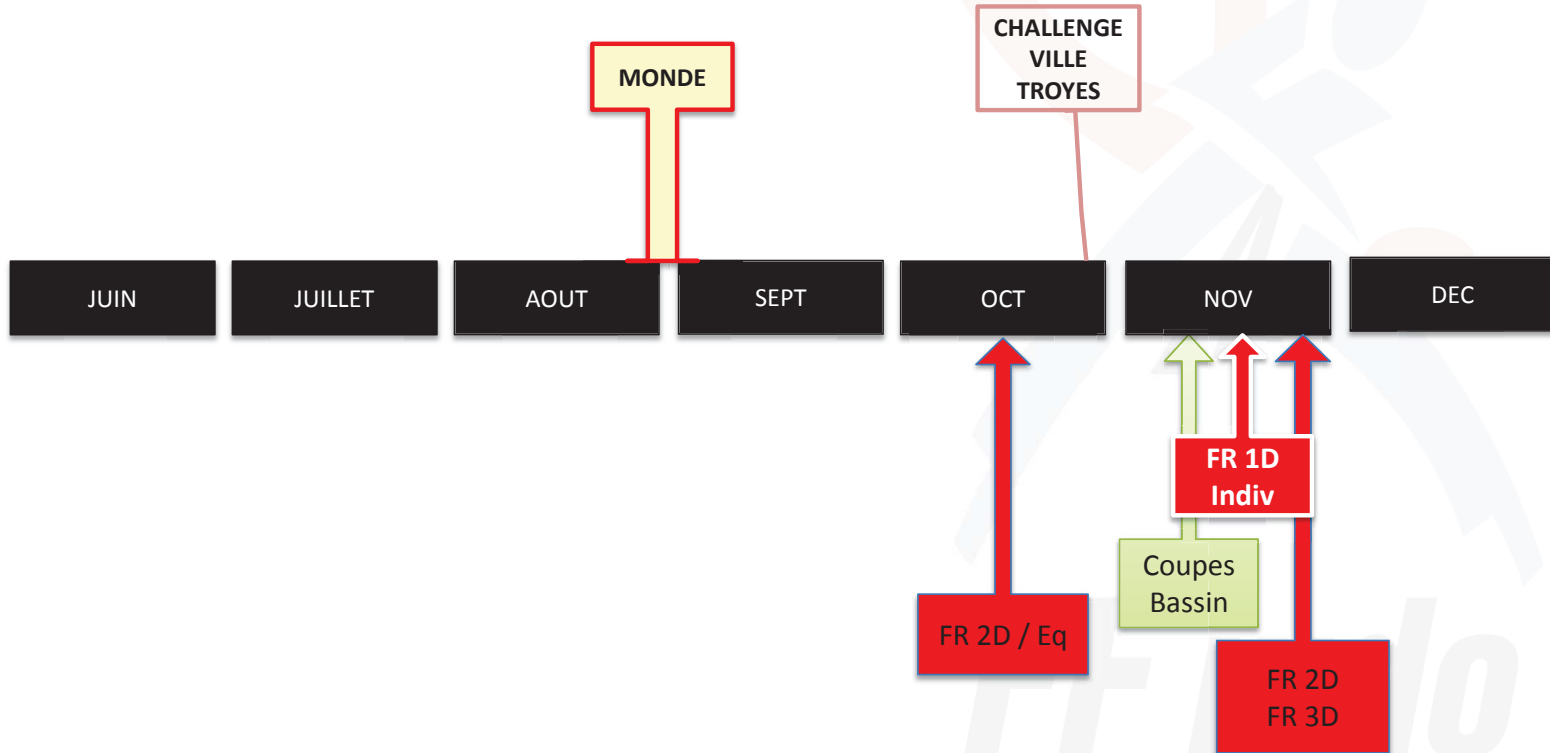 CHALLENGE
VILLE
TROYES
MONDE
JUIN
JUILLET
AOUT
SEPT
OCT
NOV
DEC
FR 1D
Indiv
Coupes
Bassin
FR 2D / Eq
FR 2D
FR 3D